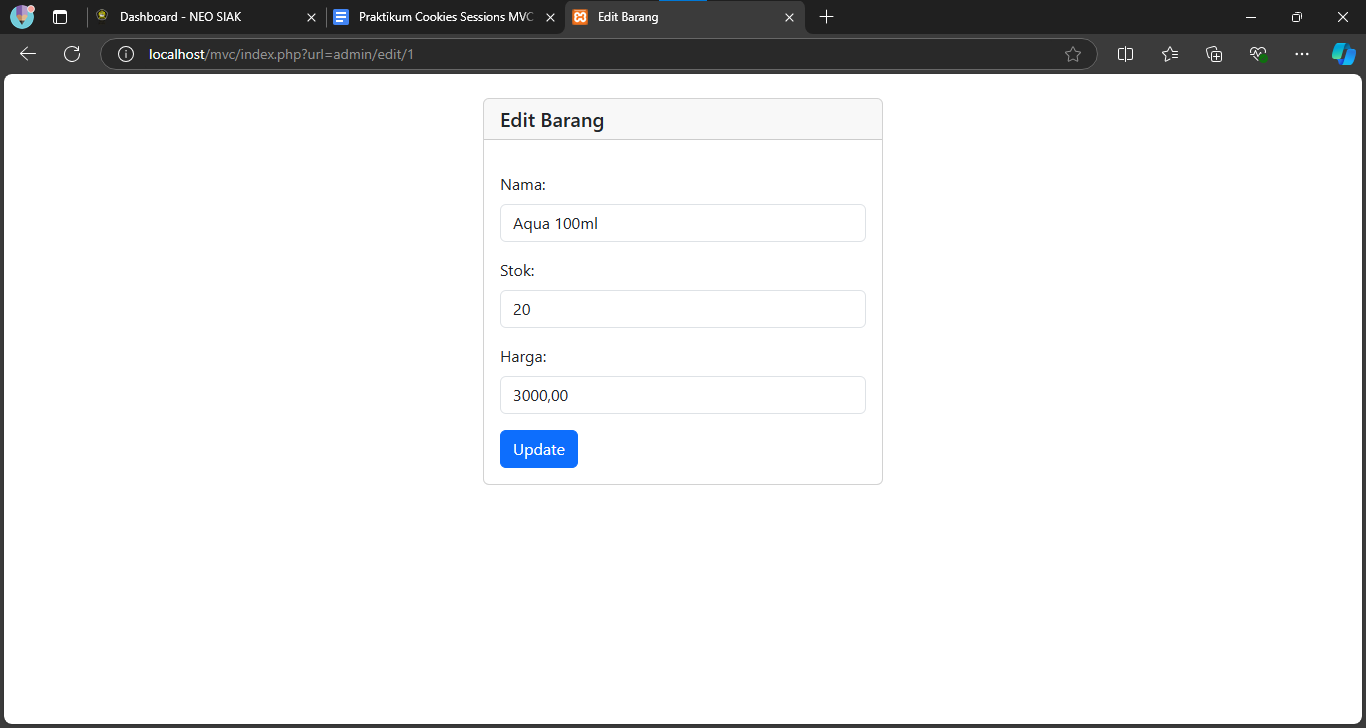 Dashboard - NEO SIAK
Praktikum Cookies Sessions MVC
Edit Barang
localhost/mvc/index.php?url=admin/edit/1
Edit Barang
Nama:
Aqua 100ml
Stok:
20
Harga:
3000,00
Update